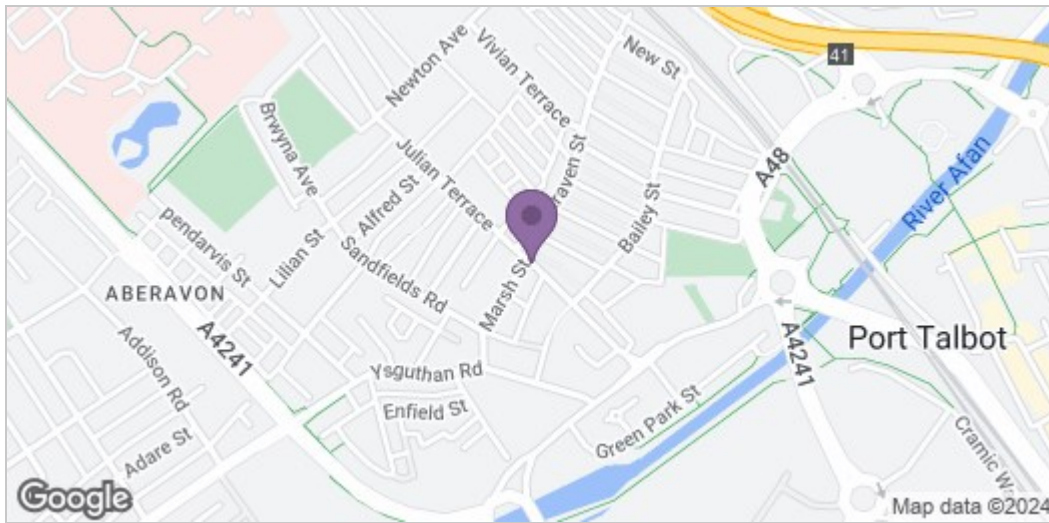 New St
41
Newton Ave
Vivian Terrace
Brwyna Ave
Julian Terrace
Alfred St
raven St
Bailey St
A48
River Afan
pendarvis St
Lilian St
Sandfields Rd
Marsh St
ABERAVON
A4241
Addison Rd
Adare St
Ysguthan Rd
Enfield St
Green Park St
A4241
Port Talbot
Cramic Wa
Google
Map data ©2024